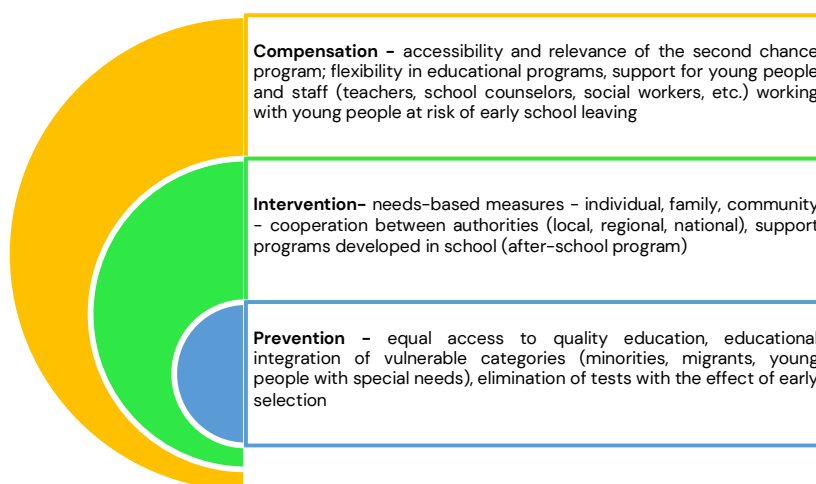 Compensation - accessibility and relevance of the second chance
program; flexibility in educational programs, support for young people
and staff (teachers, school counselors, social workers, etc.) working
with young people at risk of early school leaving
Intervention- needs-based measures - individual, family, community
- cooperation between authorities (local, regional, national), support
programs developed in school (after-school program)
Prevention - equal access to quality education, educational
integration of vulnerable categories (minorities, migrants, young
people with special needs), elimination of tests with the effect of early
selection